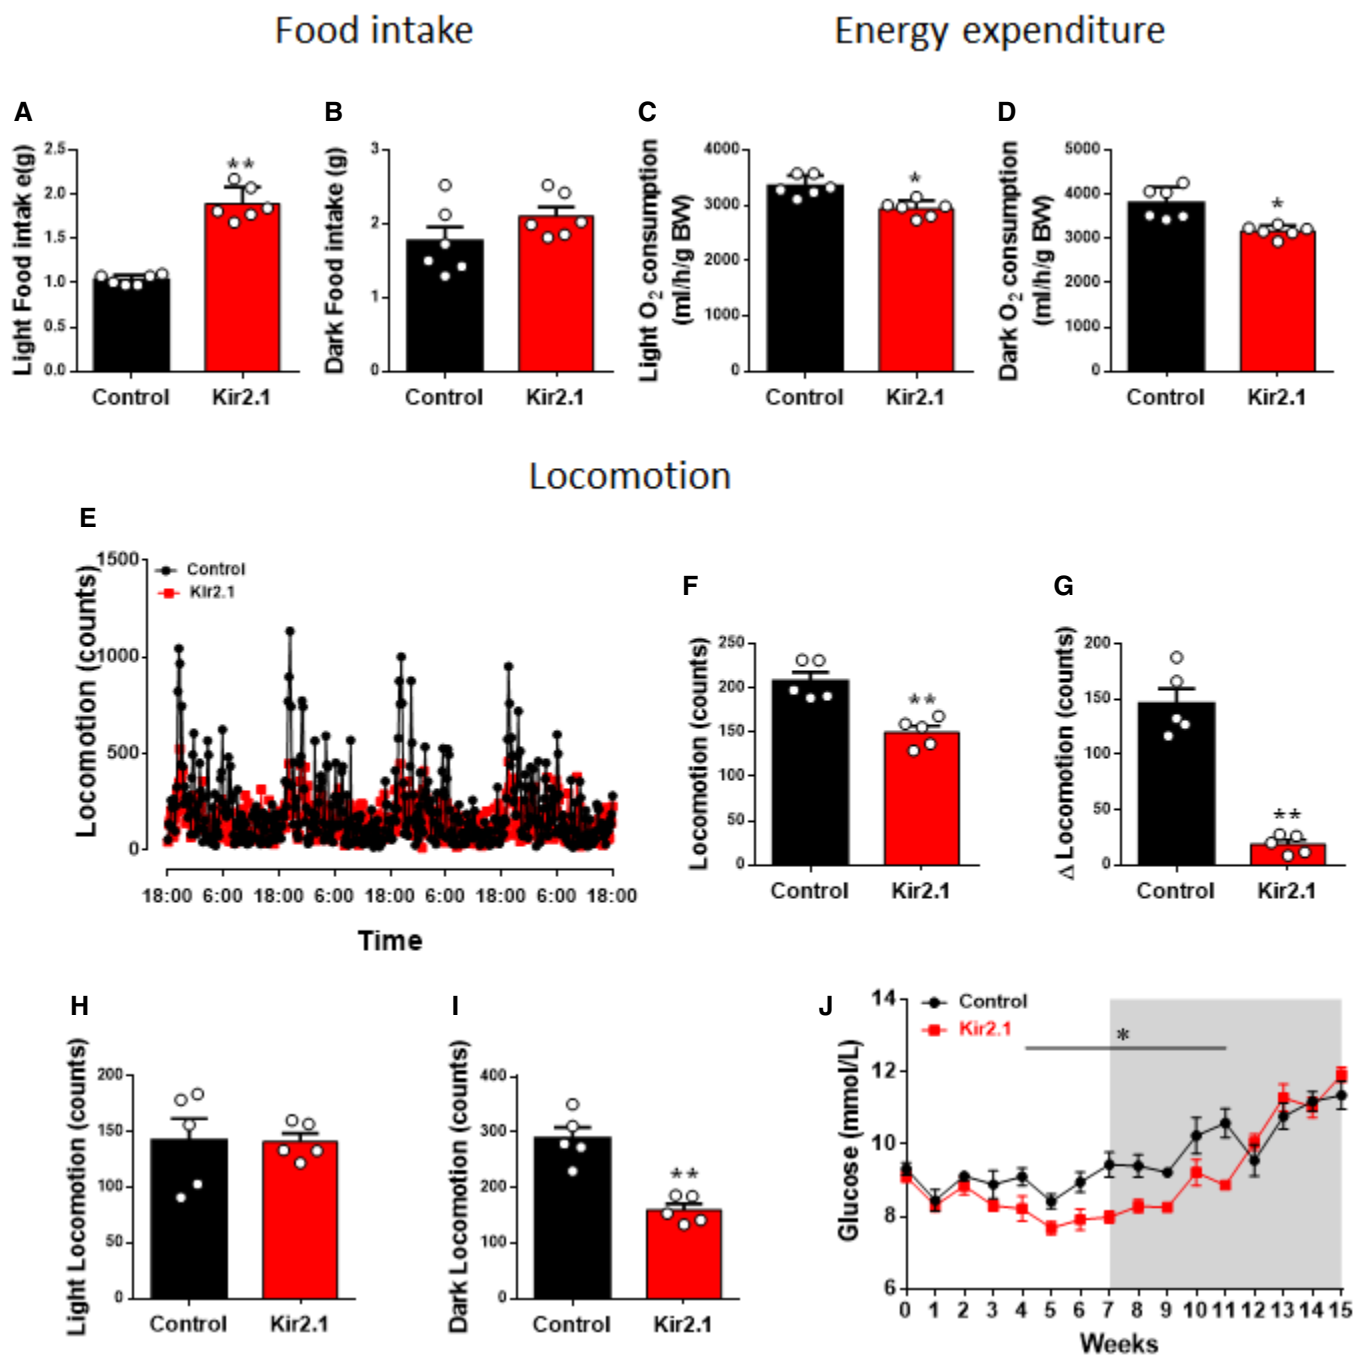 Food intake
Energy expenditure
A
B
C
D
Light Food intake e(g)
2.5
2.0
1.5
1.0
0.5
0.0
**
Control
Kir2.1
Dark Food intake (g)
3
2
1
0
Control
Kir2.1
Light O2 consumption
(ml/h/g BW)
4000
3000
2000
1000
0
*
Control
Kir2.1
Dark O2 consumption
(ml/h/g BW)
5000
4000
3000
2000
1000
0
*
Control
Kir2.1
Locomotion
E
Locomotion (counts)
1500
1000
500
0
Control
Kir2.1
18:00 6:00 18:00 6:00 18:00 6:00 18:00 6:00 18:00
Time
F
Locomotion (counts)
250
200
150
100
50
0
**
Control
Kir2.1
G
Δ Locomotion (counts)
200
150
100
50
0
**
Control
Kir2.1
H
Light Locomotion (counts)
200
150
100
50
0
Control
Kir2.1
I
Dark Locomotion (counts)
400
300
200
100
0
**
Control
Kir2.1
J
Glucose (mmol/L)
14
12
10
8
6
Control
Kir2.1
*
0 1 2 3 4 5 6 7 8 9 10 11 12 13 14 15
Weeks